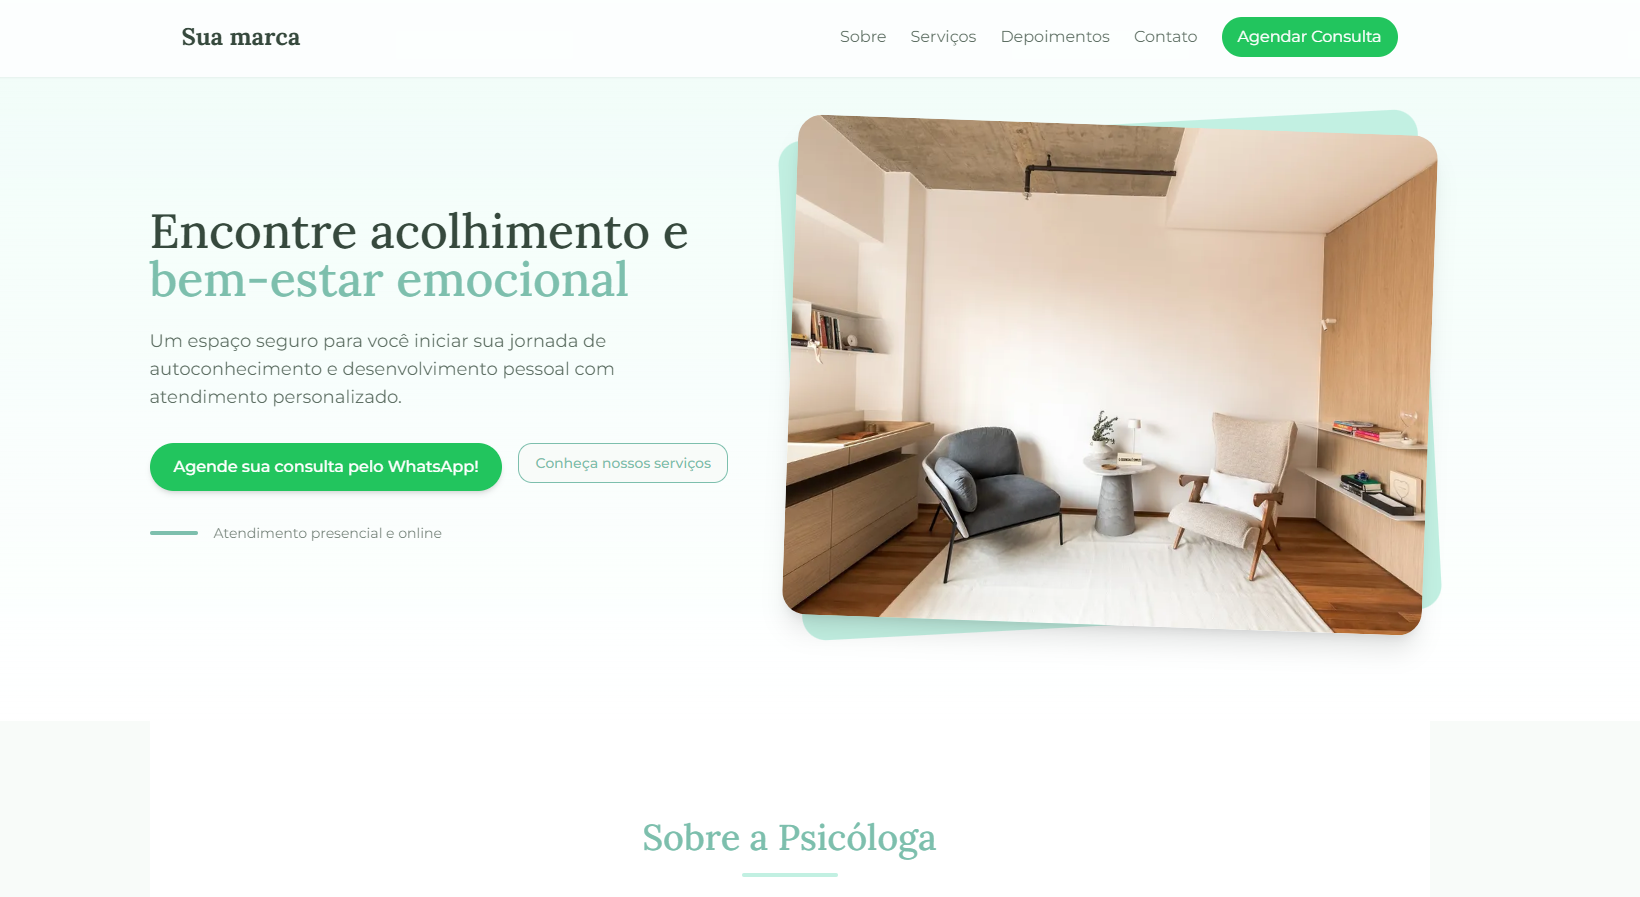 Sua marca
Sobre
Serviços
Depoimentos
Contato
Agendar Consulta
Encontre acolhimento e
bem-estar emocional
Um espaço seguro para você iniciar sua jornada de
autoconhecimento e desenvolvimento pessoal com
atendimento personalizado.
Agende sua consulta pelo WhatsApp!
Conheça nossos serviços
Atendimento presencial e online
Sobre a Psicóloga